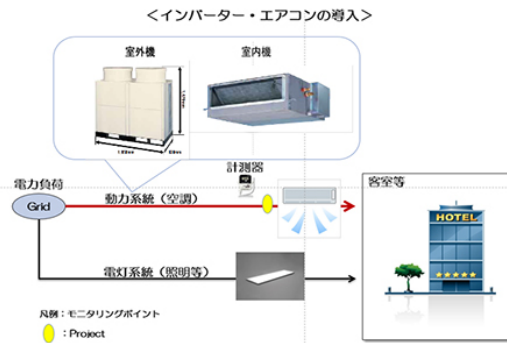 ＜インバーター・エアコンの導入＞
室外機
室内機
計測器
電力負荷
客室等
Grid
動力系統（空調）
HOTEL
電灯系統（照明等）
凡例：モニタリングポイント
：Project